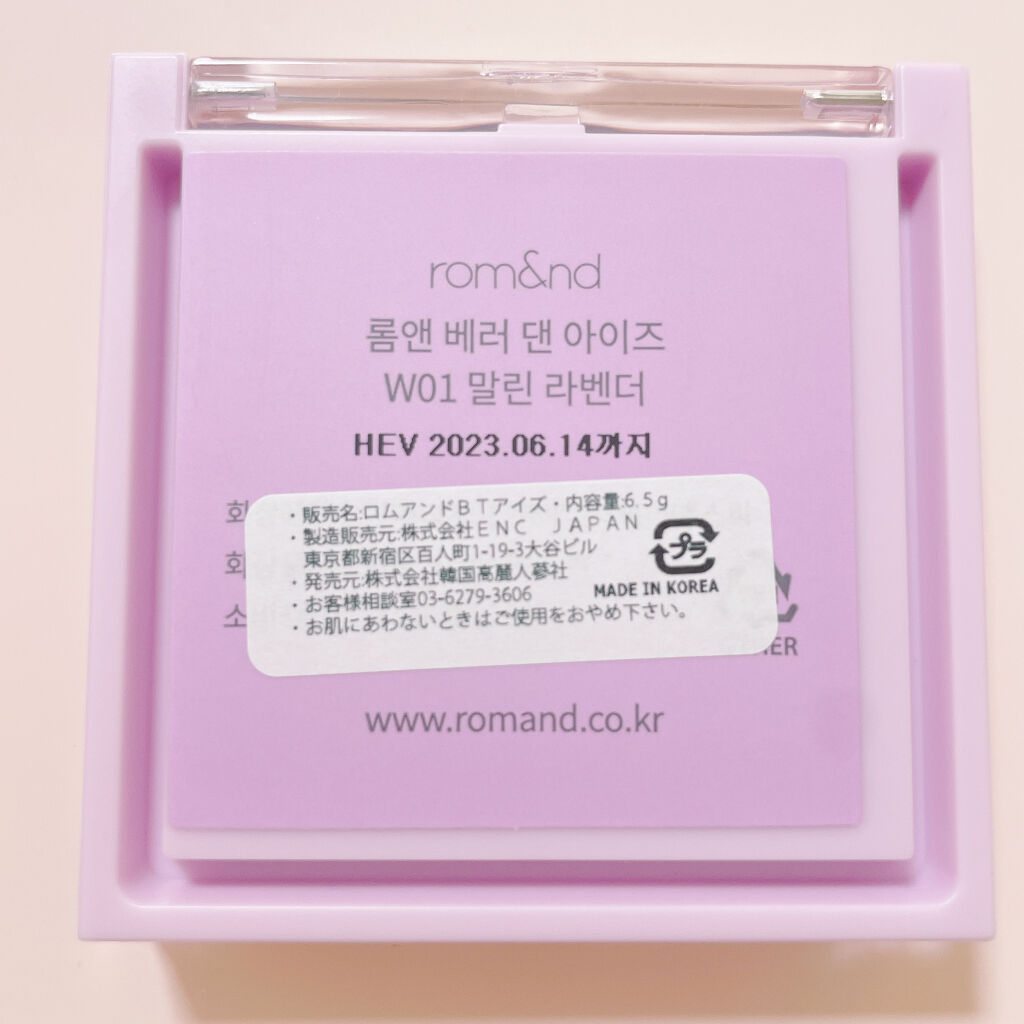 rom&nd
롬앤 베러 댄 아이즈
W01 말린 라벤더
HEV 2023.06.14까지
・販売名:ロムアンドＢＴアイズ・内容量:6.5g
・製造販売元:株式会社ＥＮＣ　ＪＡＰＡＮ
東京都新宿区百人町1-19-3大谷ビル
・発売元:株式会社韓国高麗人蔘社
・お客様相談室03-6279-3606
・お肌にあわないときはご使用をおやめ下さい。
プラ
MADE IN KOREA
www.romand.co.kr